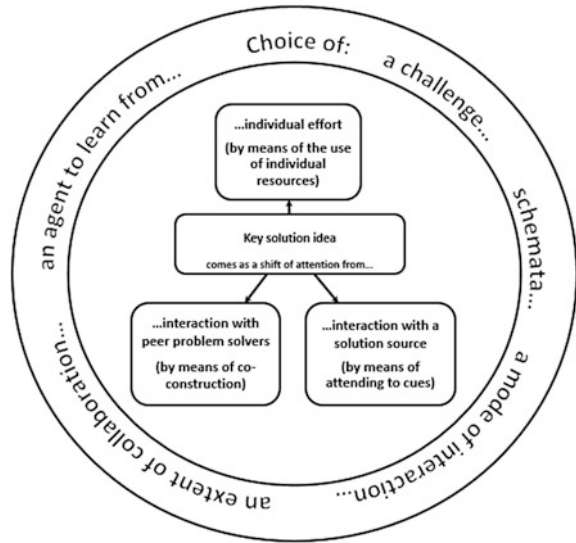 Choice of:
a challenge...
schemata...
a mode of interaction...
an extent of collaboration...
an agent to learn from...
...individual effort
(by means of the use
of individual
resources)
Key solution idea
comes as a shift of attention from...
...interaction with
peer problem solvers
(by means of co-
construction)
...interaction with a
solution source
(by means of
attending to cues)